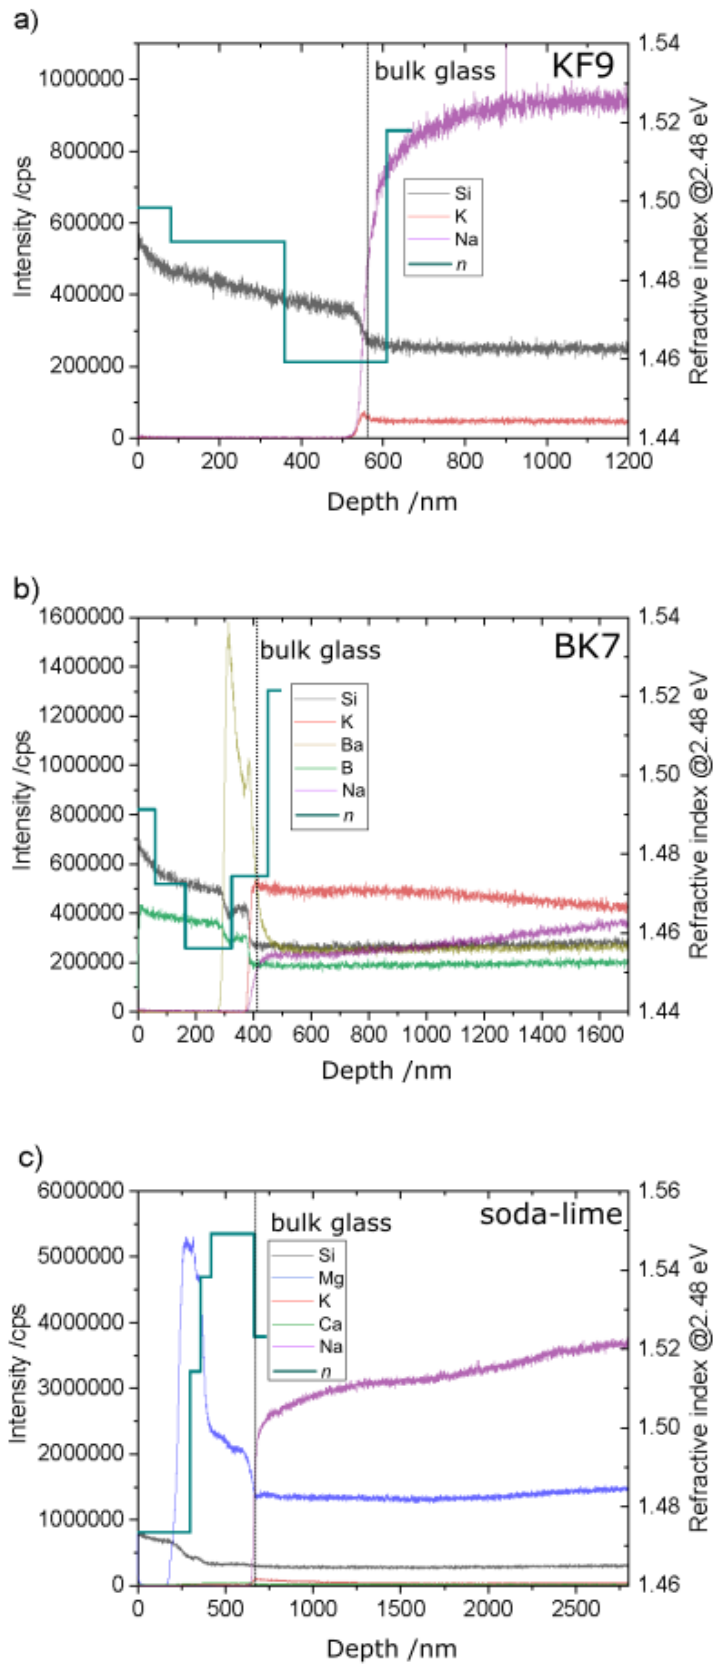 a)
KF9
bulk glass
1000000
800000
600000
400000
200000
0
Intensity /cps
1.54
1.52
1.50
1.48
1.46
1.44
Refractive index @2.48 eV
Si
K
Na
n
0 200 400 600 800 1000 1200
Depth /nm
b)
BK7
bulk glass
1600000
1400000
1200000
1000000
800000
600000
400000
200000
0
Intensity /cps
1.54
1.52
1.50
1.48
1.46
1.44
Refractive index @2.48 eV
Si
K
Ba
B
Na
n
0 200 400 600 800 1000 1200 1400 1600
Depth /nm
c)
soda-lime
bulk glass
6000000
5000000
4000000
3000000
2000000
1000000
0
Intensity /cps
1.56
1.54
1.52
1.50
1.48
1.46
Refractive index @2.48 eV
Si
Mg
K
Ca
Na
n
0 500 1000 1500 2000 2500
Depth /nm